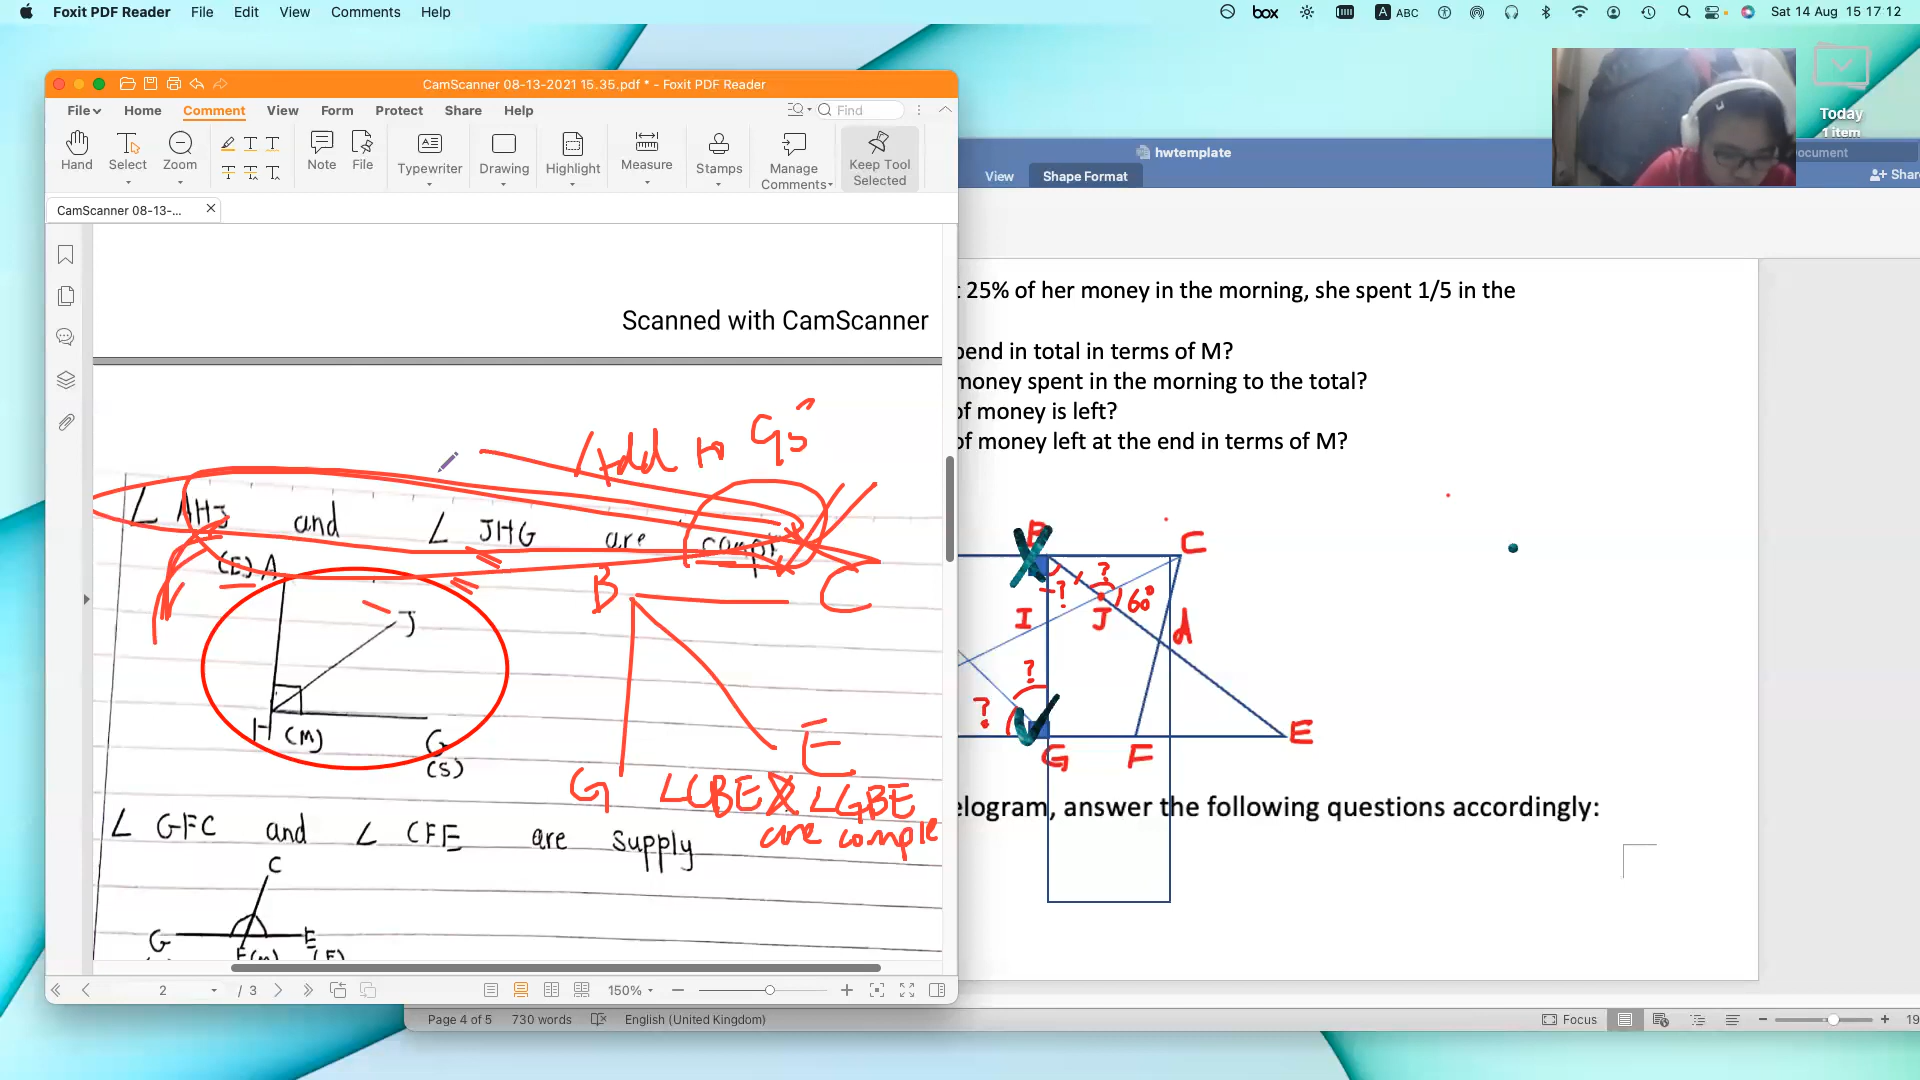 Foxit PDF Reader File Edit View Comments Help
box A ABC Sat 14 Aug 15 17 12
CamScanner 08-13-2021 15.35.pdf * - Foxit PDF Reader
File Home Comment View Form Protect Share Help Find
Hand Select Zoom Note File Typewriter Drawing Highlight Measure Stamps Manage Comments Keep Tool Selected
CamScanner 08-13-...
Today
1 item
hwtemplate
View Shape Format Share
Scanned with CamScanner
25% of her money in the morning, she spent 1/5 in the
pend in total in terms of M?
money spent in the morning to the total?
of money is left?
of money left at the end in terms of M?
Add to 90°
∠ AHJ and ∠ JHG are compl
(E) A
J
H (M)
G
(S)
B C
E
G ∠CBE & ∠GBE
are comple
∠ GFC and ∠ CFE are supply
C
G E
F(M) (E)
B C
? ? 60°
I J d
? ?
G F E
elogram, answer the following questions accordingly:
2 / 3 150%
Page 4 of 5 730 words English (United Kingdom) Focus 19